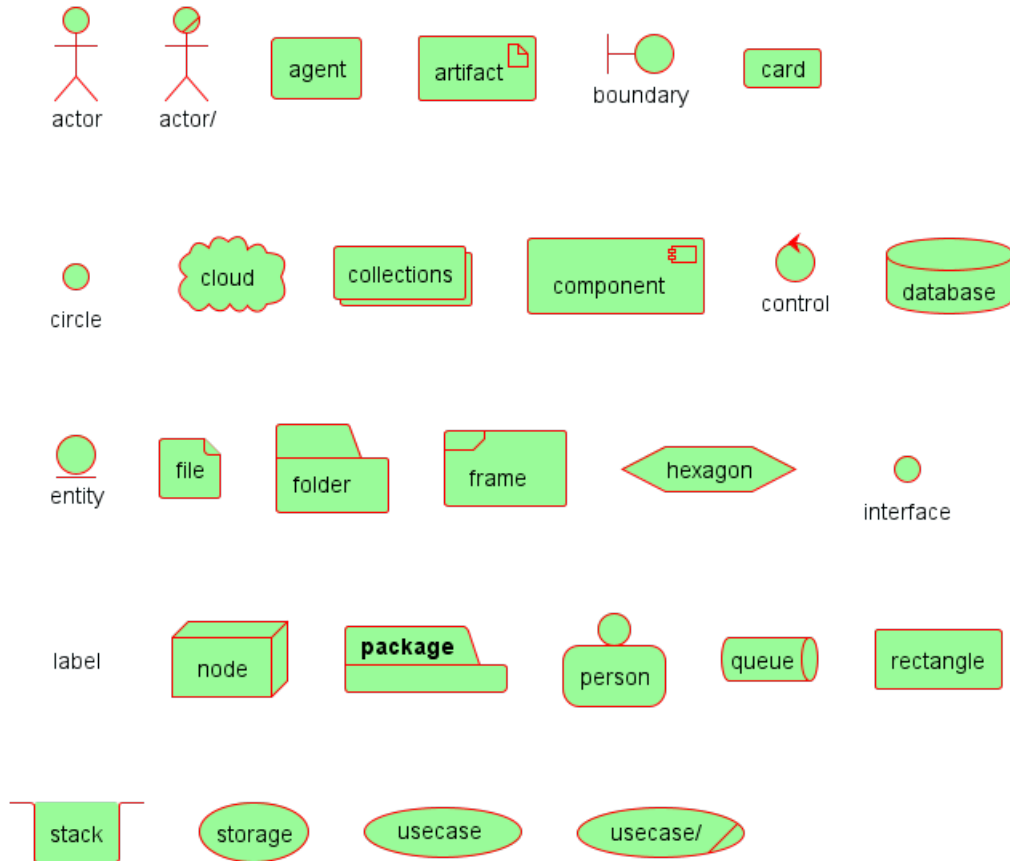 actor
actor/
agent
artifact
boundary
card
circle
cloud
collections
component
control
database
entity
file
folder
frame
hexagon
interface
label
node
package
person
queue
rectangle
stack
storage
usecase
usecase/